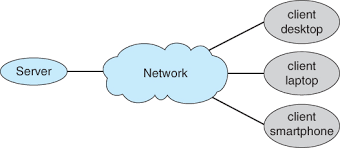 Server
Network
client
desktop
client
laptop
client
smartphone